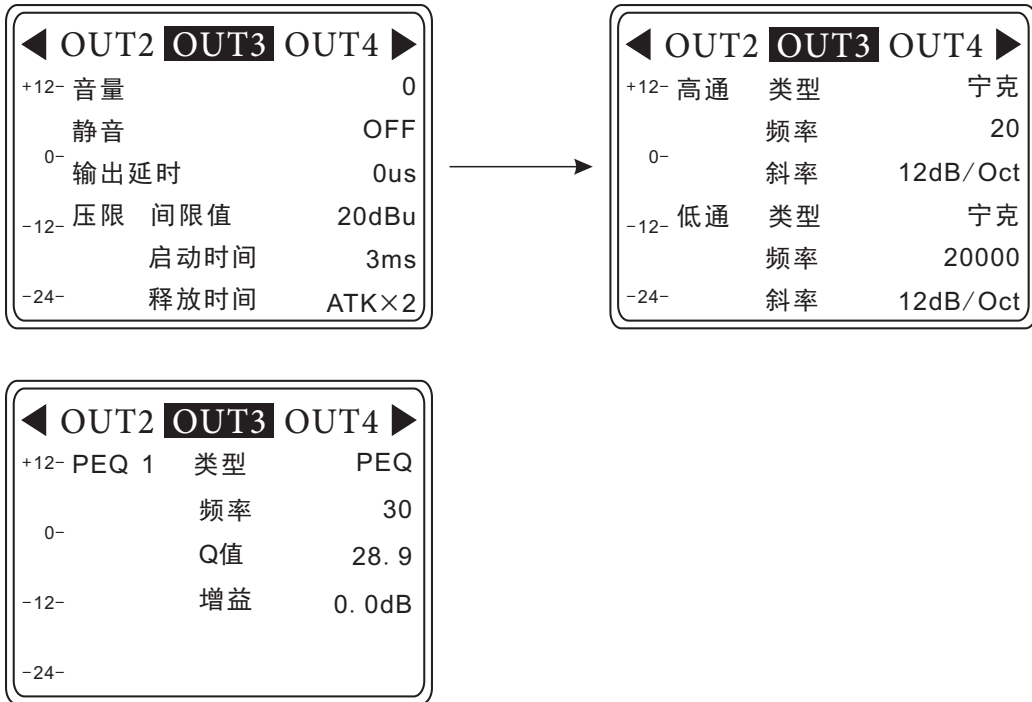 ◀ OUT2 OUT3 OUT4 ▶
+12- 音量 0
静音 OFF
0-
输出延时 0us
-12- 压限 间限值 20dBu
启动时间 3ms
-24- 释放时间 ATK×2
◀ OUT2 OUT3 OUT4 ▶
+12- 高通 类型 宁克
频率 20
0-
斜率 12dB/Oct
-12- 低通 类型 宁克
频率 20000
-24- 斜率 12dB/Oct
◀ OUT2 OUT3 OUT4 ▶
+12- PEQ 1 类型 PEQ
频率 30
0-
Q值 28.9
-12- 增益 0.0dB
-24-